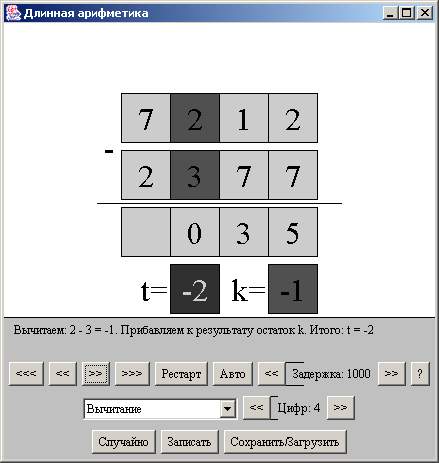 Длинная арифметика
7 2 1 2
-
2 3 7 7
0 3 5
t= -2 k= -1
Вычитаем: 2 - 3 = -1. Прибавляем к результату остаток k. Итого: t = -2
<<< << >> >>> Рестарт Авто << Задержка: 1000 >> ?
Вычитание << Цифр: 4 >>
Случайно Записать Сохранить/Загрузить